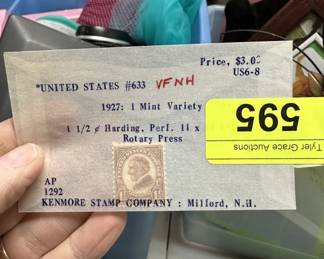 Price, $3.0
US6-8
*UNITED STATES #633 VFNH
1927: 1 Mint Variety
1 1/2 ¢ Harding, Perf. 11 x
Rotary Press
AP
1292
KENMORE STAMP COMPANY : Milford, N.H.
595
Tyler Grace Auctions